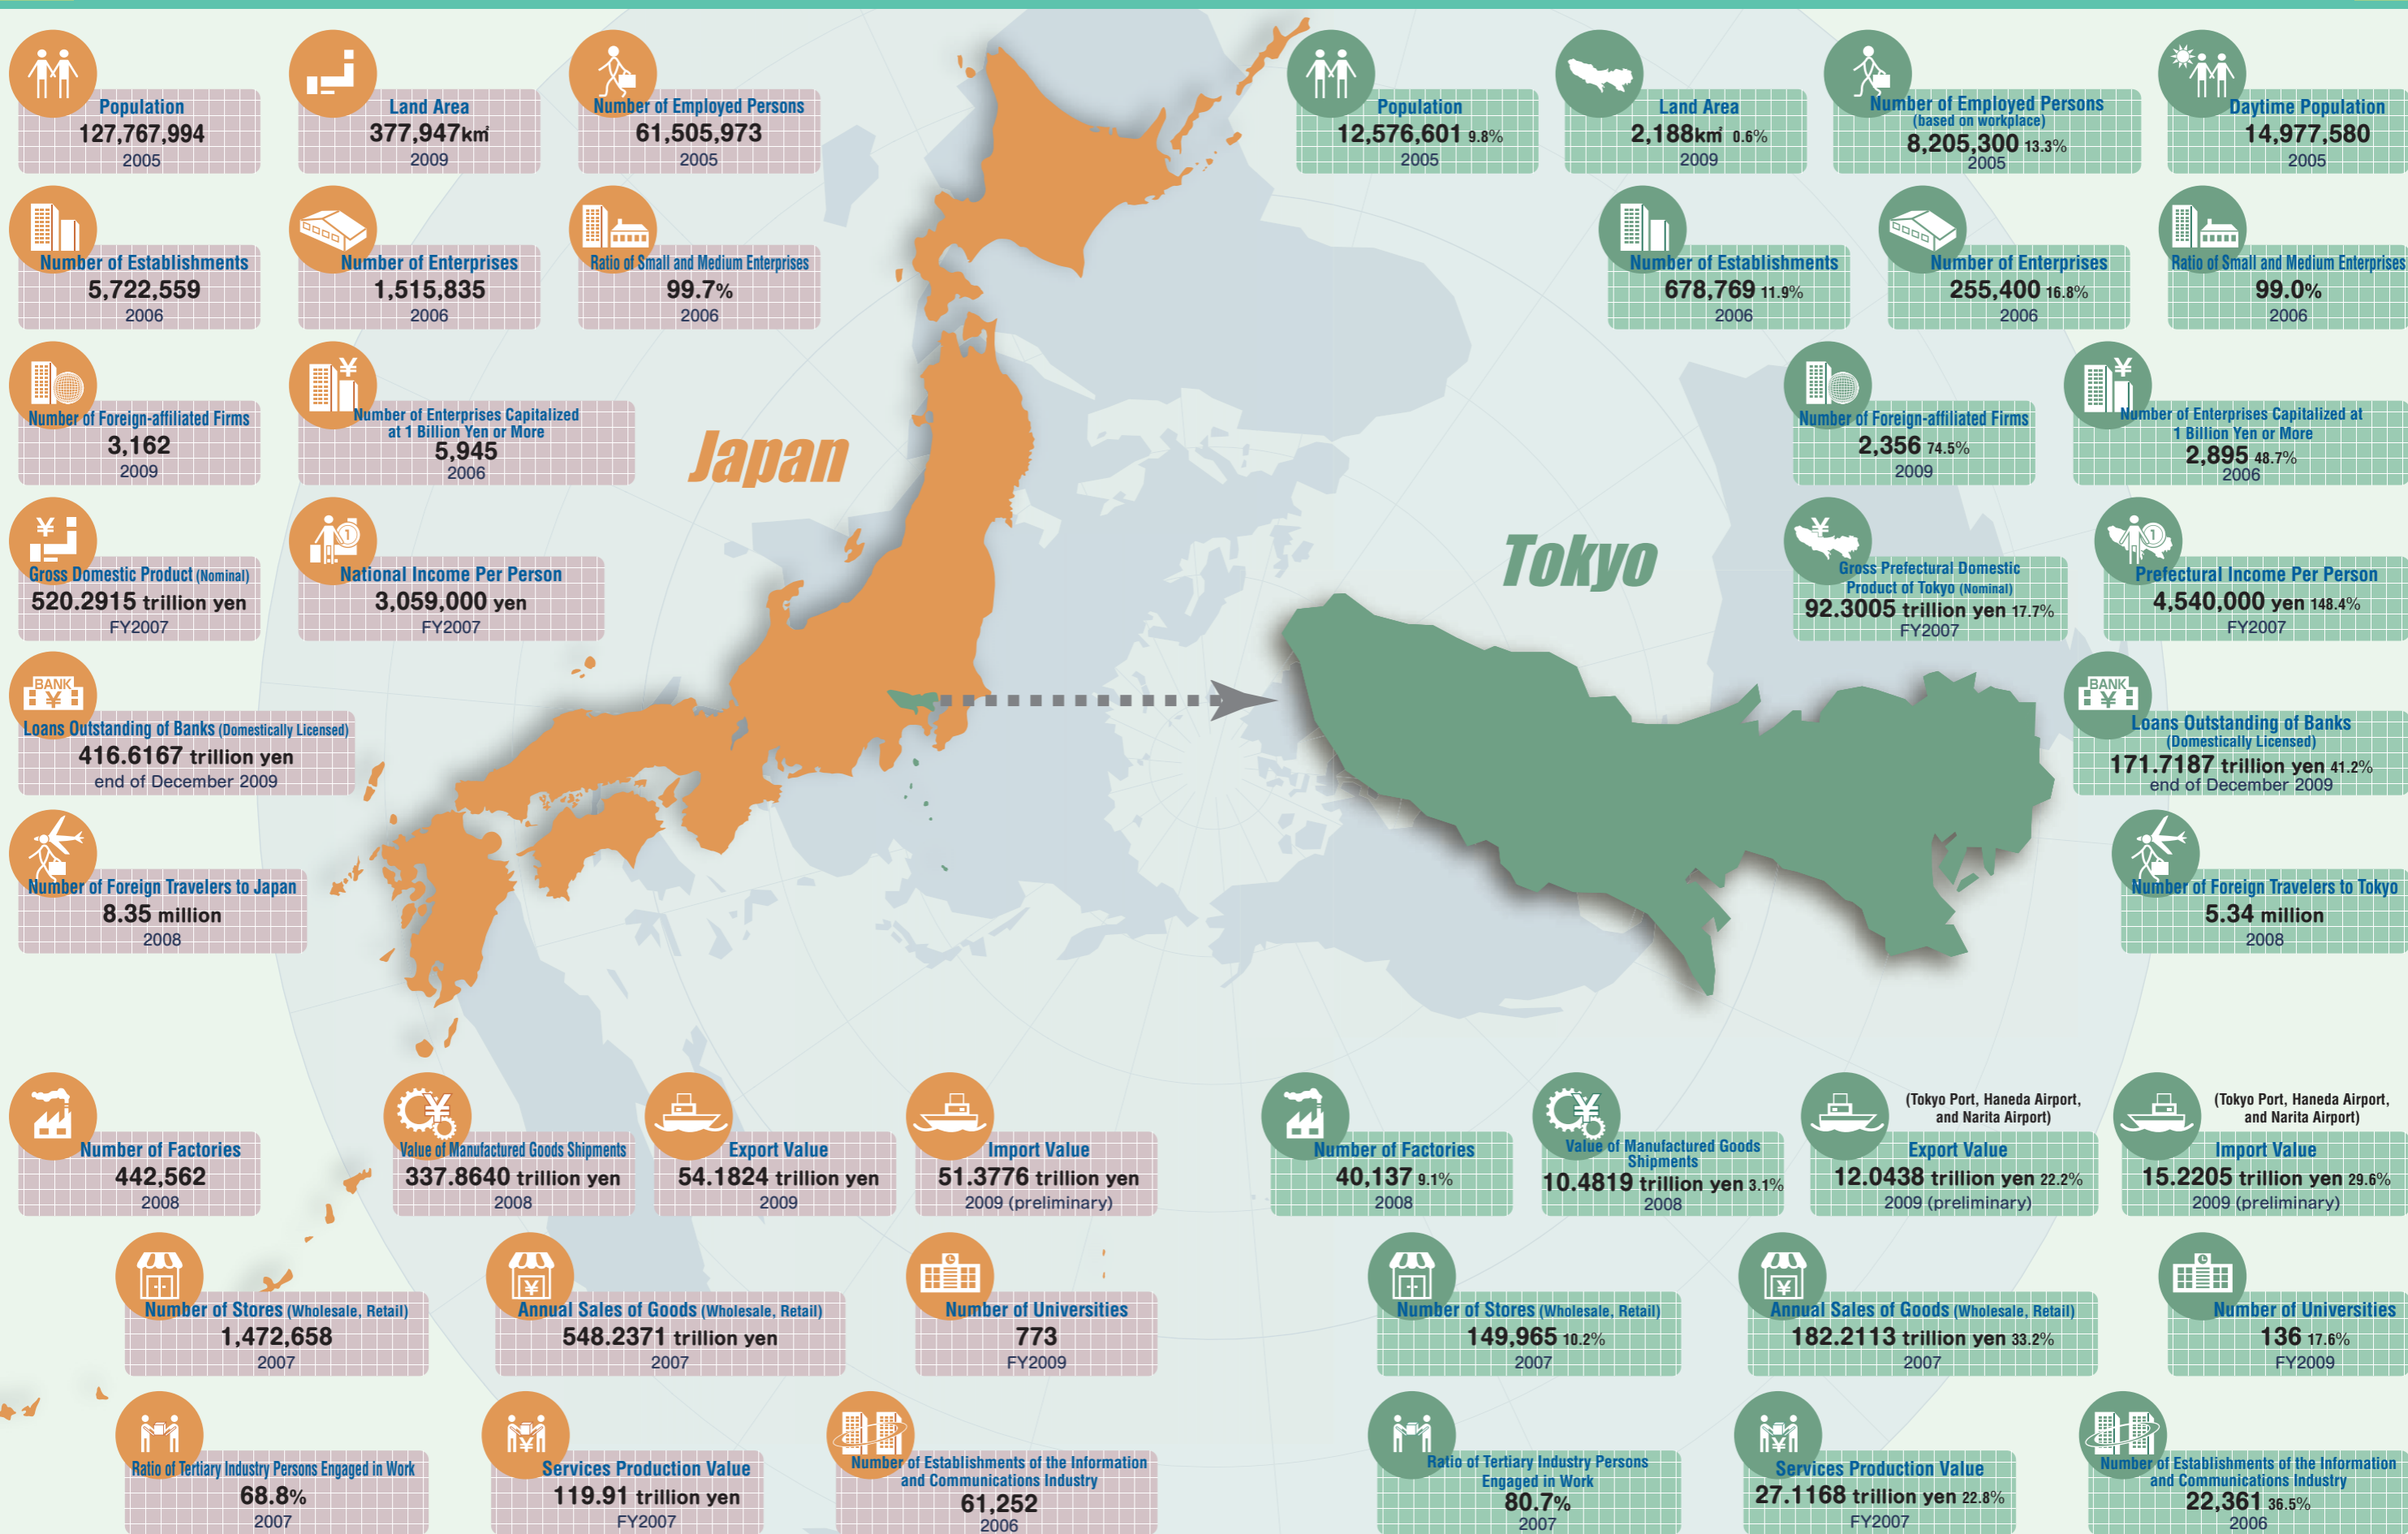 Population
127,767,994
2005
Land Area
377,947㎢
2009
Number of Employed Persons
61,505,973
2005
Number of Establishments
5,722,559
2006
Number of Enterprises
1,515,835
2006
Ratio of Small and Medium Enterprises
99.7%
2006
Number of Foreign-affiliated Firms
3,162
2009
Number of Enterprises Capitalized
at 1 Billion Yen or More
5,945
2006
Japan
Gross Domestic Product (Nominal)
520.2915 trillion yen
FY2007
National Income Per Person
3,059,000 yen
FY2007
BANK
¥
Loans Outstanding of Banks (Domestically Licensed)
416.6167 trillion yen
end of December 2009
Number of Foreign Travelers to Japan
8.35 million
2008
Number of Factories
442,562
2008
Value of Manufactured Goods Shipments
337.8640 trillion yen
2008
Export Value
54.1824 trillion yen
2009
Import Value
51.3776 trillion yen
2009 (preliminary)
Number of Stores (Wholesale, Retail)
1,472,658
2007
Annual Sales of Goods (Wholesale, Retail)
548.2371 trillion yen
2007
Number of Universities
773
FY2009
Ratio of Tertiary Industry Persons Engaged in Work
68.8%
2007
Services Production Value
119.91 trillion yen
FY2007
Number of Establishments of the Information
and Communications Industry
61,252
2006
Population
12,576,601 9.8%
2005
Land Area
2,188㎢ 0.6%
2009
Number of Employed Persons
(based on workplace)
8,205,300 13.3%
2005
Daytime Population
14,977,580
2005
Number of Establishments
678,769 11.9%
2006
Number of Enterprises
255,400 16.8%
2006
Ratio of Small and Medium Enterprises
99.0%
2006
Number of Foreign-affiliated Firms
2,356 74.5%
2009
Number of Enterprises Capitalized at
1 Billion Yen or More
2,895 48.7%
2006
Tokyo
Gross Prefectural Domestic
Product of Tokyo (Nominal)
92.3005 trillion yen 17.7%
FY2007
Prefectural Income Per Person
4,540,000 yen 148.4%
FY2007
BANK
¥
Loans Outstanding of Banks
(Domestically Licensed)
171.7187 trillion yen 41.2%
end of December 2009
Number of Foreign Travelers to Tokyo
5.34 million
2008
Number of Factories
40,137 9.1%
2008
Value of Manufactured Goods
Shipments
10.4819 trillion yen 3.1%
2008
(Tokyo Port, Haneda Airport,
and Narita Airport)
Export Value
12.0438 trillion yen 22.2%
2009 (preliminary)
(Tokyo Port, Haneda Airport,
and Narita Airport)
Import Value
15.2205 trillion yen 29.6%
2009 (preliminary)
Number of Stores (Wholesale, Retail)
149,965 10.2%
2007
Annual Sales of Goods (Wholesale, Retail)
182.2113 trillion yen 33.2%
2007
Number of Universities
136 17.6%
FY2009
Ratio of Tertiary Industry Persons
Engaged in Work
80.7%
2007
Services Production Value
27.1168 trillion yen 22.8%
FY2007
Number of Establishments of the Information
and Communications Industry
22,361 36.5%
2006